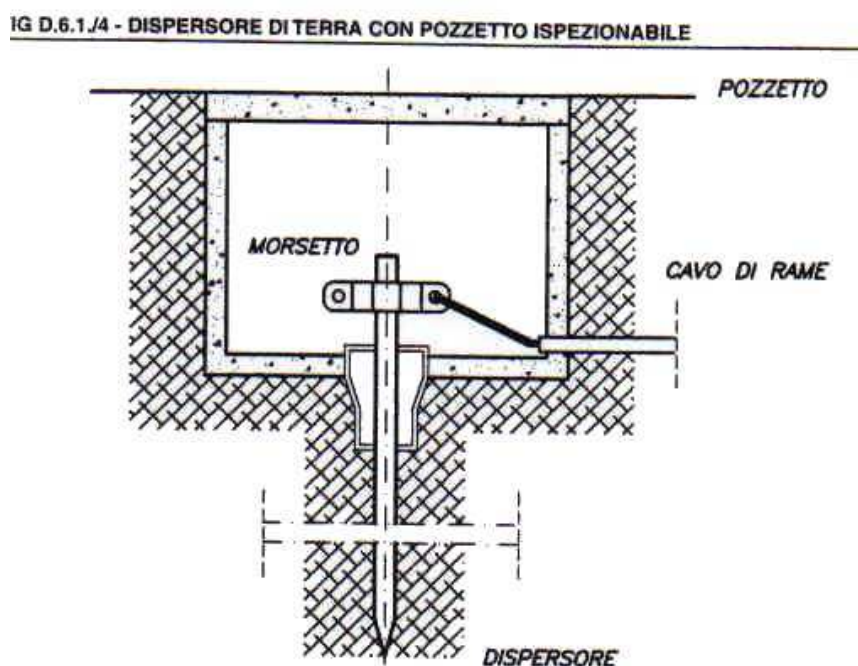 IG D.6.1./4 - DISPERSORE DI TERRA CON POZZETTO ISPEZIONABILE
POZZETTO
MORSETTO
CAVO DI RAME
DISPERSORE